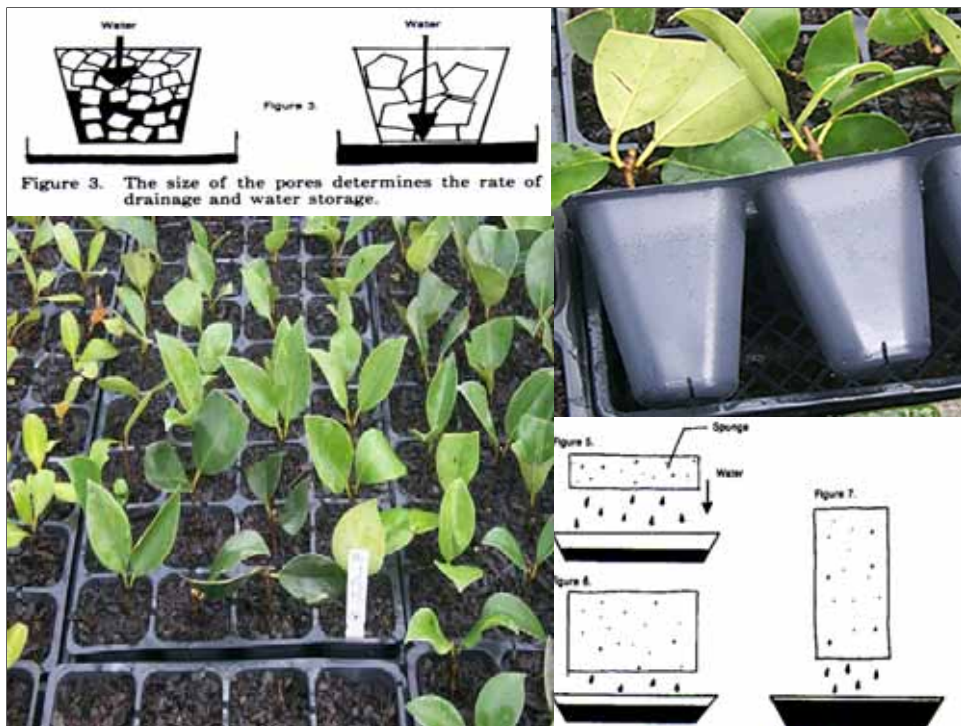 Water
Water
Figure 3.
Figure 3. The size of the pores determines the rate of
drainage and water storage.
Figure 5.
Sponge
Water
Figure 7.
Figure 6.